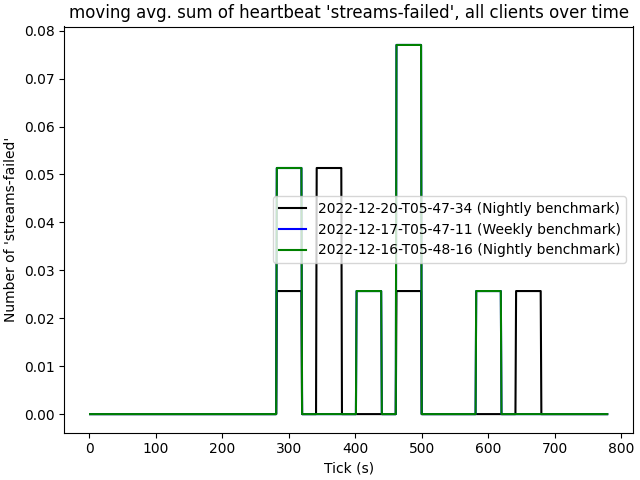 moving avg. sum of heartbeat 'streams-failed', all clients over time
Number of 'streams-failed'
0.08
0.07
0.06
0.05
0.04
0.03
0.02
0.01
0.00
2022-12-20-T05-47-34 (Nightly benchmark)
2022-12-17-T05-47-11 (Weekly benchmark)
2022-12-16-T05-48-16 (Nightly benchmark)
0 100 200 300 400 500 600 700 800
Tick (s)